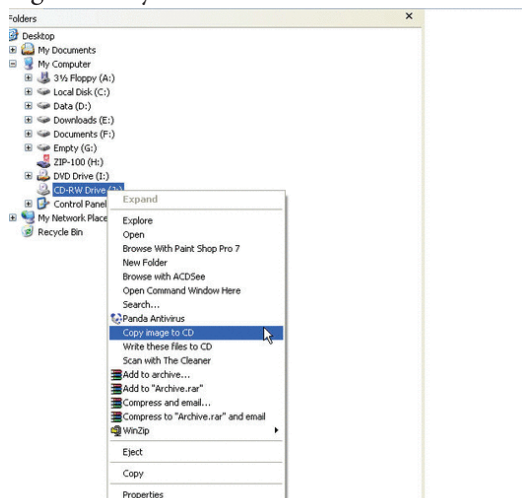 Folders
Desktop
My Documents
My Computer
3½ Floppy (A:)
Local Disk (C:)
Data (D:)
Downloads (E:)
Documents (F:)
Empty (G:)
ZIP-100 (H:)
DVD Drive (I:)
CD-RW Drive
Control Panel
My Network Place
Recycle Bin
Expand
Explore
Open
Browse With Paint Shop Pro 7
New Folder
Browse with ACDSee
Open Command Window Here
Search...
Panda Antivirus
Copy image to CD
Write these files to CD
Scan with The Cleaner
Add to archive...
Add to "Archive.rar"
Compress and email...
Compress to "Archive.rar" and email
WinZip
Eject
Copy
Properties